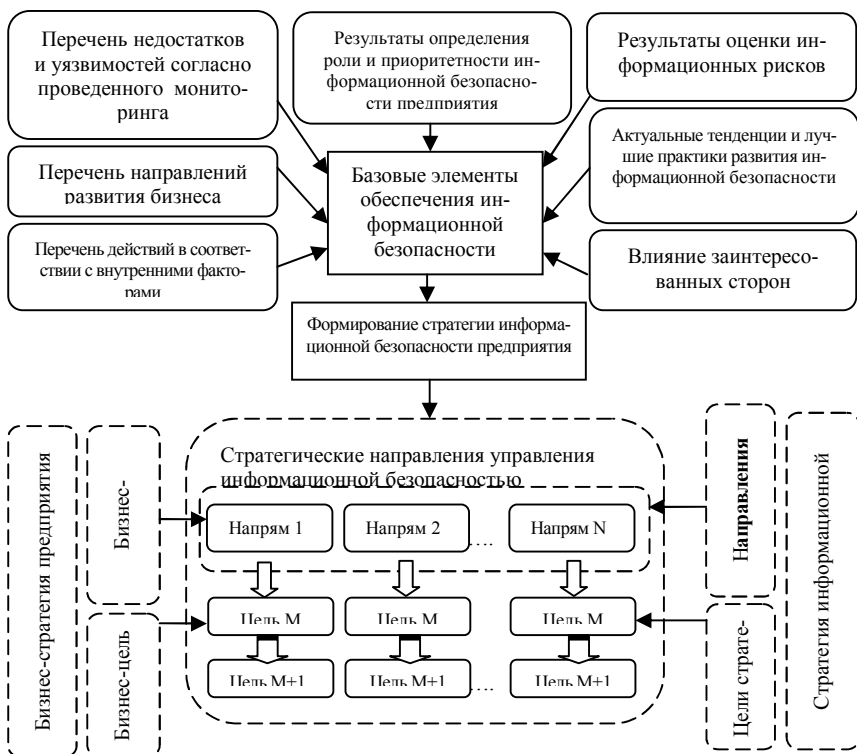 Перечень недостатков
и уязвимостей согласно
проведенного монито-
ринга
Результаты определения
роли и приоритетности ин-
формационной безопасно-
сти предприятия
Результаты оценки ин-
формационных рисков
Перечень направлений
развития бизнеса
Базовые элементы
обеспечения ин-
формационной
безопасности
Актуальные тенденции и луч-
шие практики развития ин-
формационной безопасности
Перечень действий в соответ-
ствии с внутренними факто-
рами
Влияние заинтересо-
ванных сторон
Формирование стратегии информа-
ционной безопасности предприятия
Бизнес-стратегия предприятия
Бизнес-
Бизнес-цель
Стратегические направления управления
информационной безопасностью
Напрям 1
Напрям 2
....
Напрям N
Цель М
Цель М
Цель М
Цель М+1
Цель М+1
....
Цель М+1
Направления
Цели страте-
Стратегия информационной